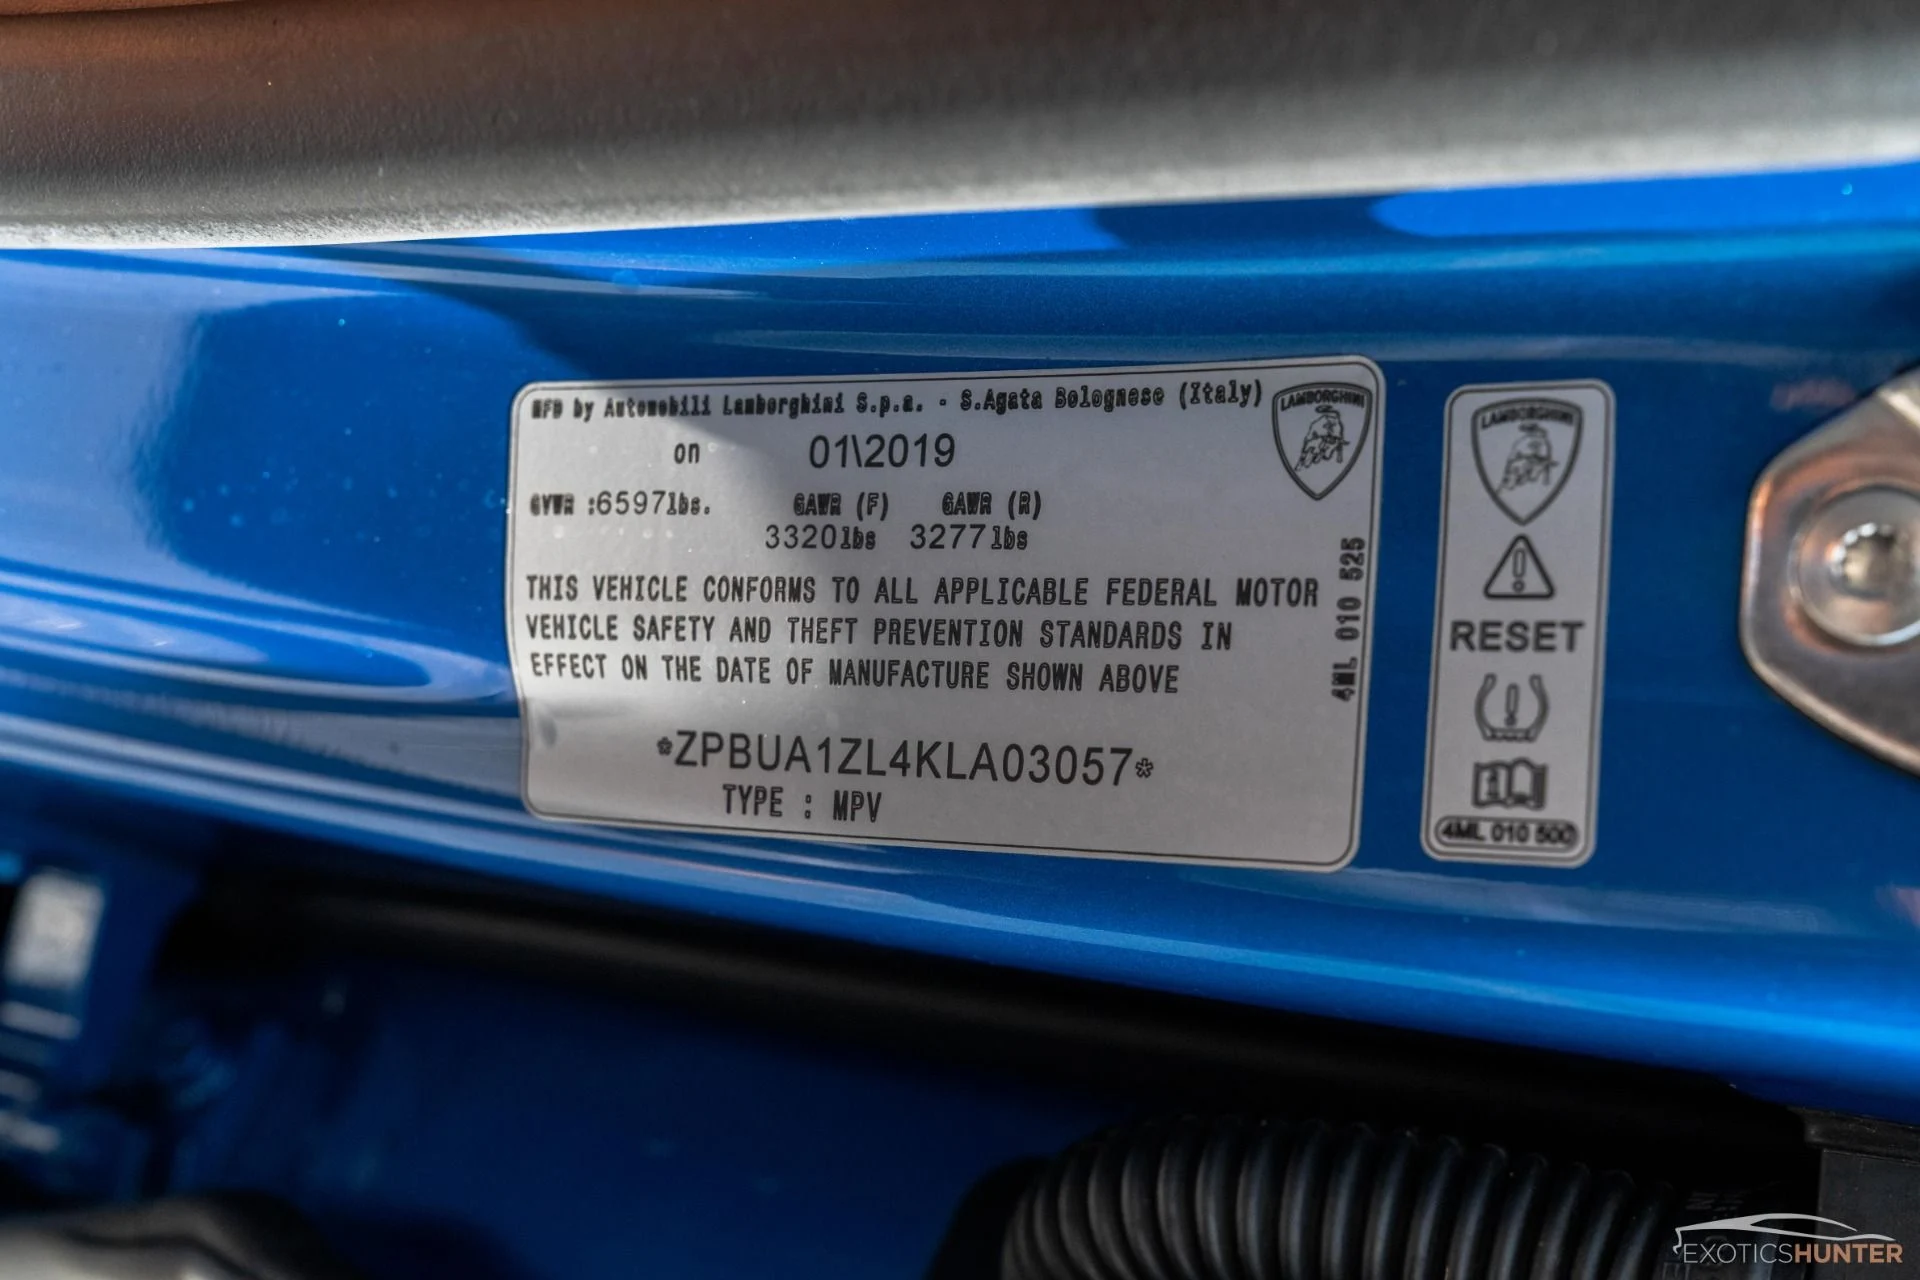 MFD by Automobili Lamborghini S.p.a. - S.Agata Bolognese (Italy)
LAMBORGHINI
on 01\2019
GVWR :6597lbs. GAWR (F) GAWR (R)
3320lbs 3277lbs
THIS VEHICLE CONFORMS TO ALL APPLICABLE FEDERAL MOTOR
VEHICLE SAFETY AND THEFT PREVENTION STANDARDS IN
EFFECT ON THE DATE OF MANUFACTURE SHOWN ABOVE
*ZPBUA1ZL4KLA03057*
TYPE : MPV
4ML 010 525
LAMBORGHINI
RESET
4ML 010 500
EXOTICSHUNTER